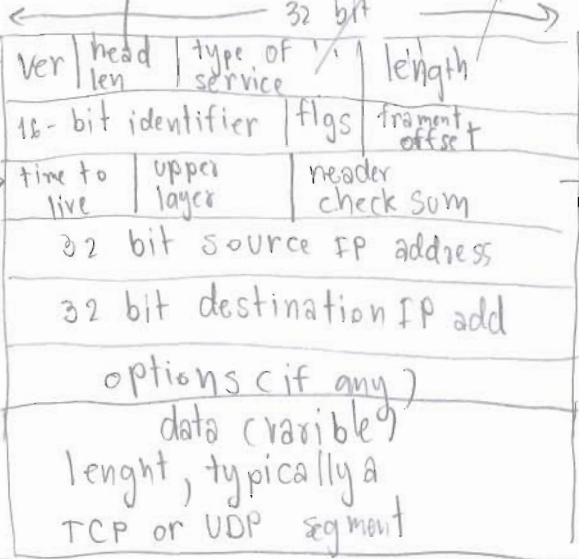 32 bit
ver head len type of service length
16-bit identifier flgs frament offset
time to live upper layer header check sum
32 bit source IP address
32 bit destination IP add
options (if any)
data (varible)
lenght, typically a
TCP or UDP segment